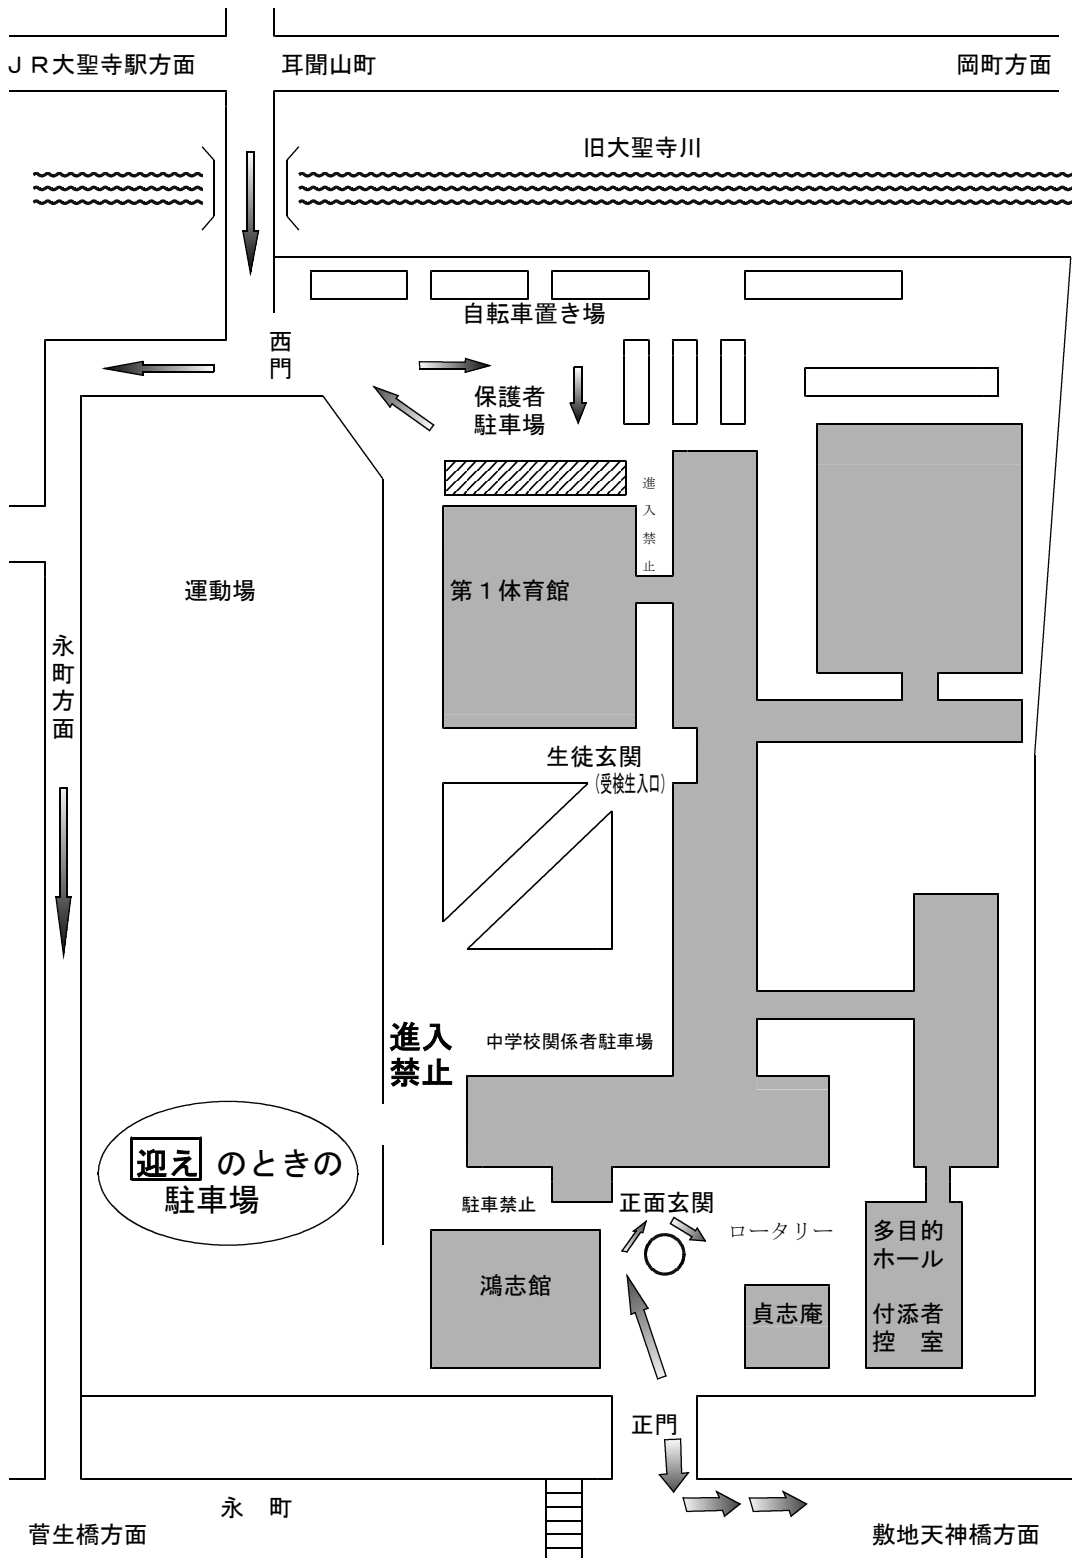 ＪＲ大聖寺駅方面
耳聞山町
岡町方面
旧大聖寺川
自転車置き場
西
門
保護者
駐車場
進
入
禁
止
運動場
第１体育館
永
町
方
面
生徒玄関
(受検生入口)
進入
禁止
中学校関係者駐車場
迎え のときの
駐車場
駐車禁止
正面玄関
ロータリー
多目的
ホール
鴻志館
貞志庵
付添者
控　室
正門
永　町
菅生橋方面
敷地天神橋方面